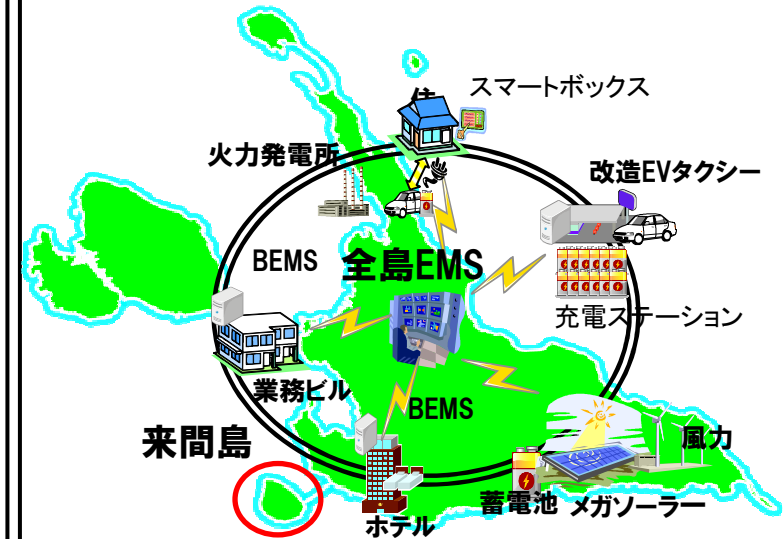 スマートボックス
火力発電所
改造EVタクシー
BEMS
全島EMS
充電ステーション
業務ビル
BEMS
来間島
風力
蓄電池
メガソーラー
ホテル